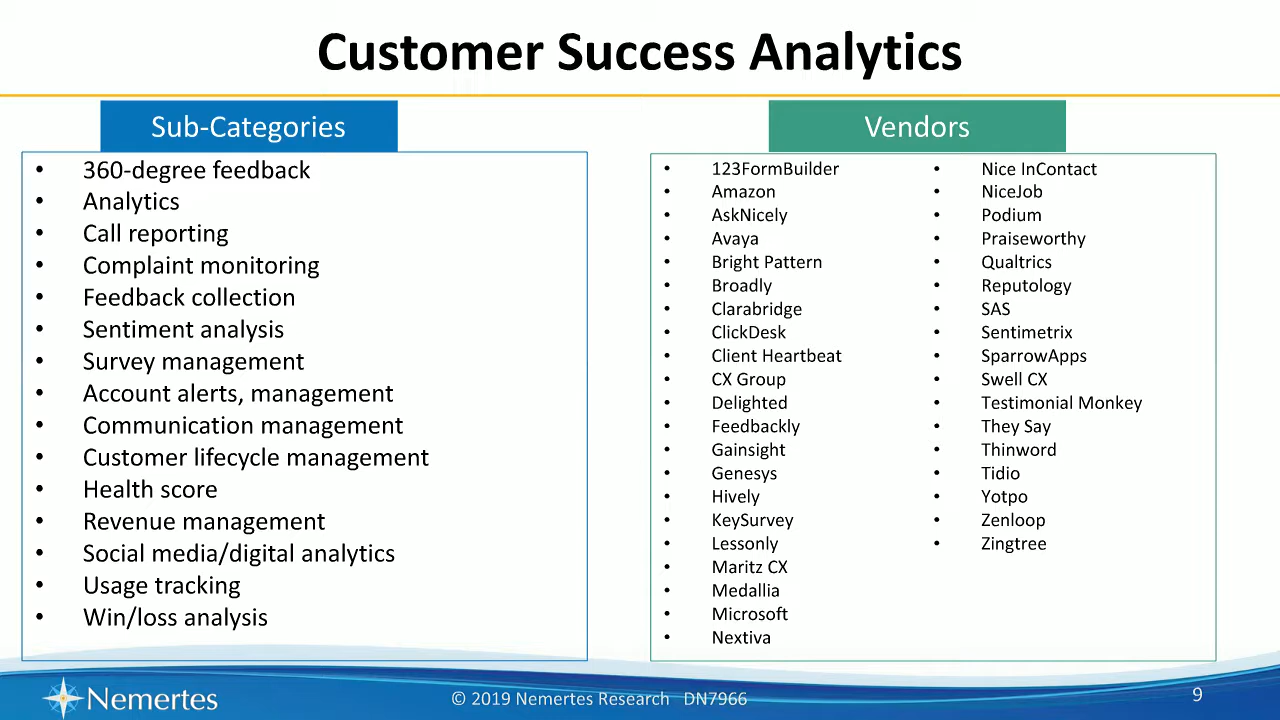 Customer Success Analytics
Sub-Categories
• 360-degree feedback
• Analytics
• Call reporting
• Complaint monitoring
• Feedback collection
• Sentiment analysis
• Survey management
• Account alerts, management
• Communication management
• Customer lifecycle management
• Health score
• Revenue management
• Social media/digital analytics
• Usage tracking
• Win/loss analysis
Vendors
• 123FormBuilder
• Amazon
• AskNicely
• Avaya
• Bright Pattern
• Broadly
• Clarabridge
• ClickDesk
• Client Heartbeat
• CX Group
• Delighted
• Feedbackly
• Gainsight
• Genesys
• Hively
• KeySurvey
• Lessonly
• Maritz CX
• Medallia
• Microsoft
• Nextiva
• Nice InContact
• NiceJob
• Podium
• Praiseworthy
• Qualtrics
• Reputology
• SAS
• Sentimetrix
• SparrowApps
• Swell CX
• Testimonial Monkey
• They Say
• Thinword
• Tidio
• Yotpo
• Zenloop
• Zingtree
Nemertes
© 2019 Nemertes Research DN7966
9